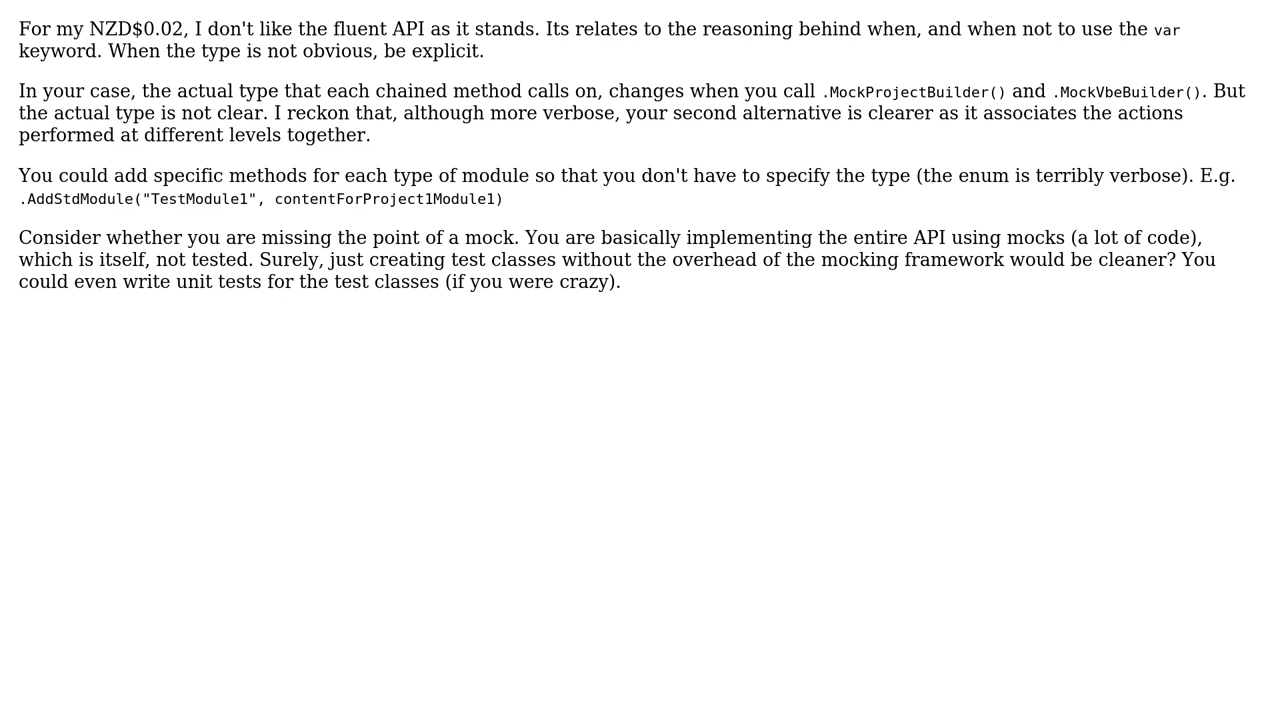 For my NZD$0.02, I don't like the fluent API as it stands. Its relates to the reasoning behind when, and when not to use the var
keyword. When the type is not obvious, be explicit.
In your case, the actual type that each chained method calls on, changes when you call .MockProjectBuilder() and .MockVbeBuilder(). But
the actual type is not clear. I reckon that, although more verbose, your second alternative is clearer as it associates the actions
performed at different levels together.
You could add specific methods for each type of module so that you don't have to specify the type (the enum is terribly verbose). E.g.
.AddStdModule("TestModule1", contentForProject1Module1)
Consider whether you are missing the point of a mock. You are basically implementing the entire API using mocks (a lot of code),
which is itself, not tested. Surely, just creating test classes without the overhead of the mocking framework would be cleaner? You
could even write unit tests for the test classes (if you were crazy).